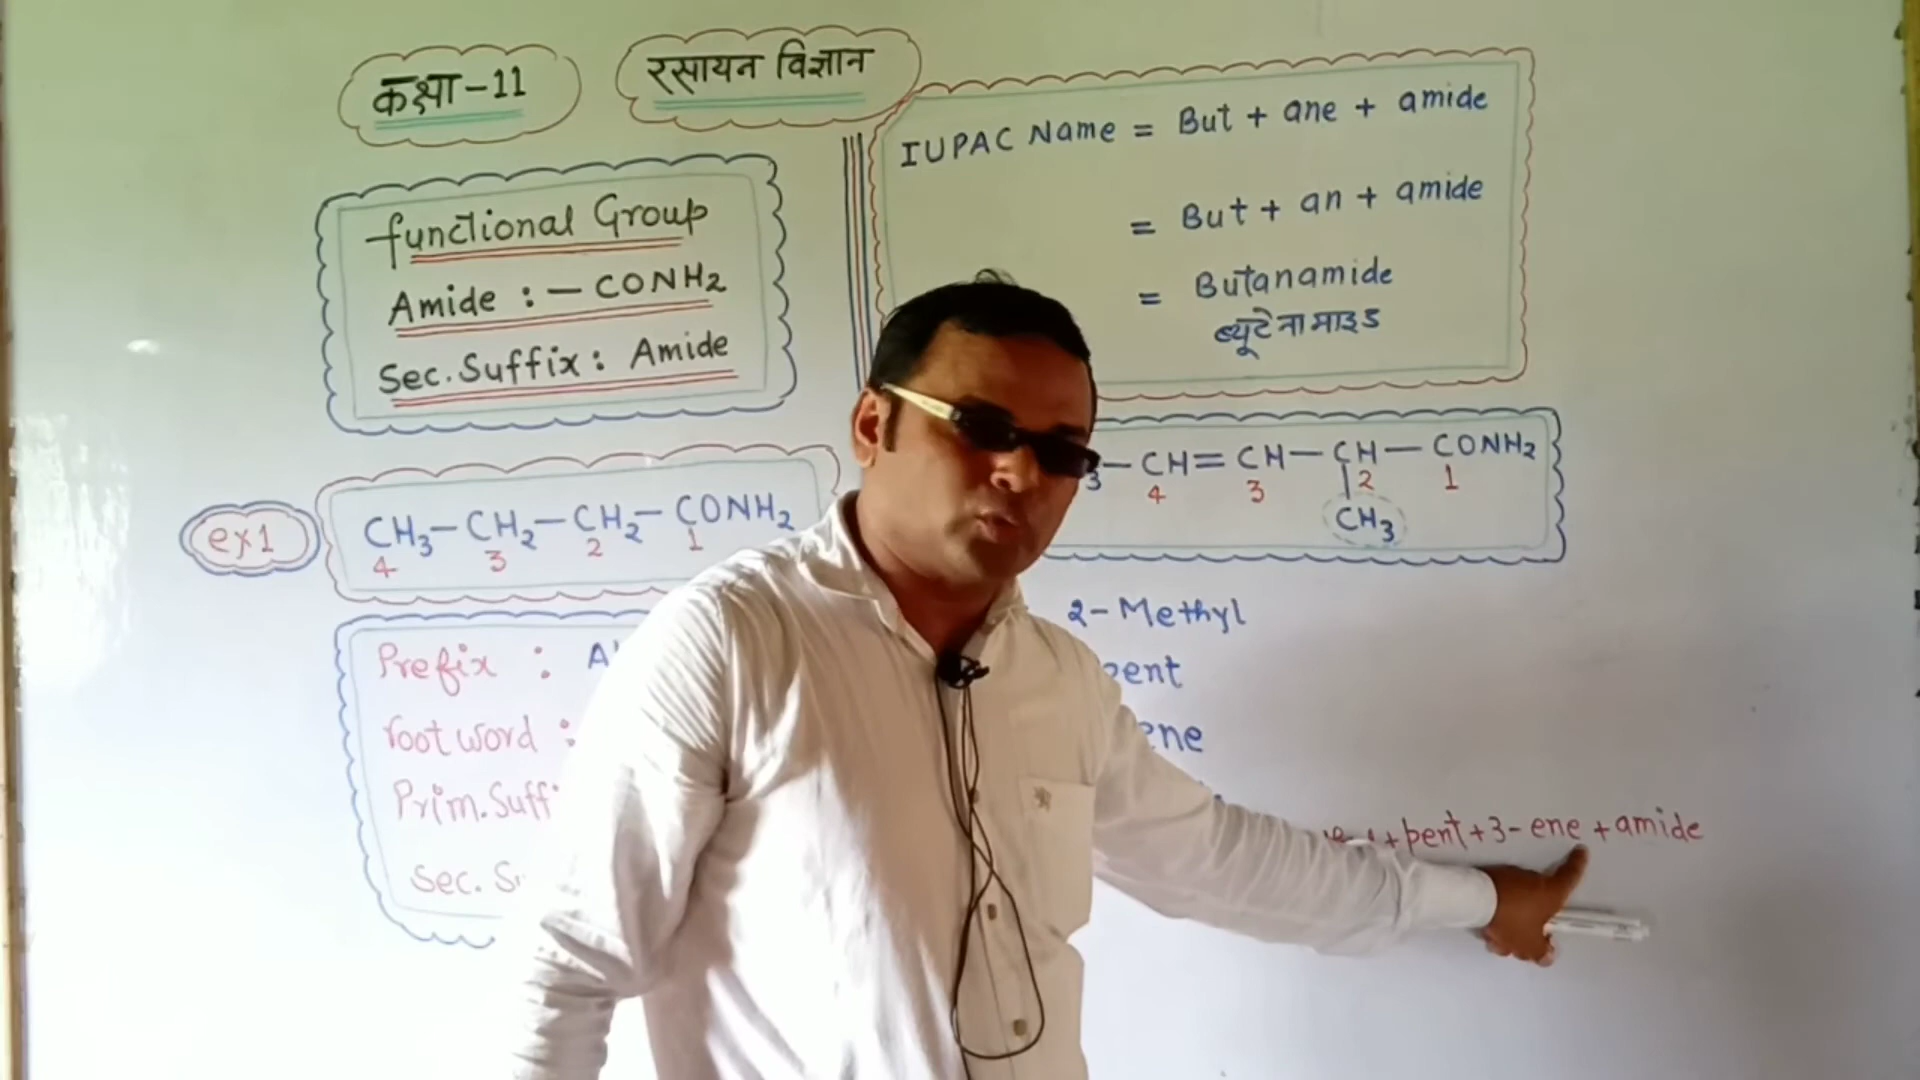 कक्षा-11
रसायन विज्ञान
functional Group
Amide :- CONH2
Sec. Suffix : Amide
IUPAC Name = But + ane + amide
= But + an + amide
= Butanamide
ब्यूटेनामाइड
ex1
CH3-CH2-CH2-CONH2
4 3 2 1
Prefix :
root word :
Prim. Suff
Sec. S
3-CH=CH-CH-CONH2
4 3 2 1
CH3
2-Methyl
pent
ene
+pent+3-ene+amide